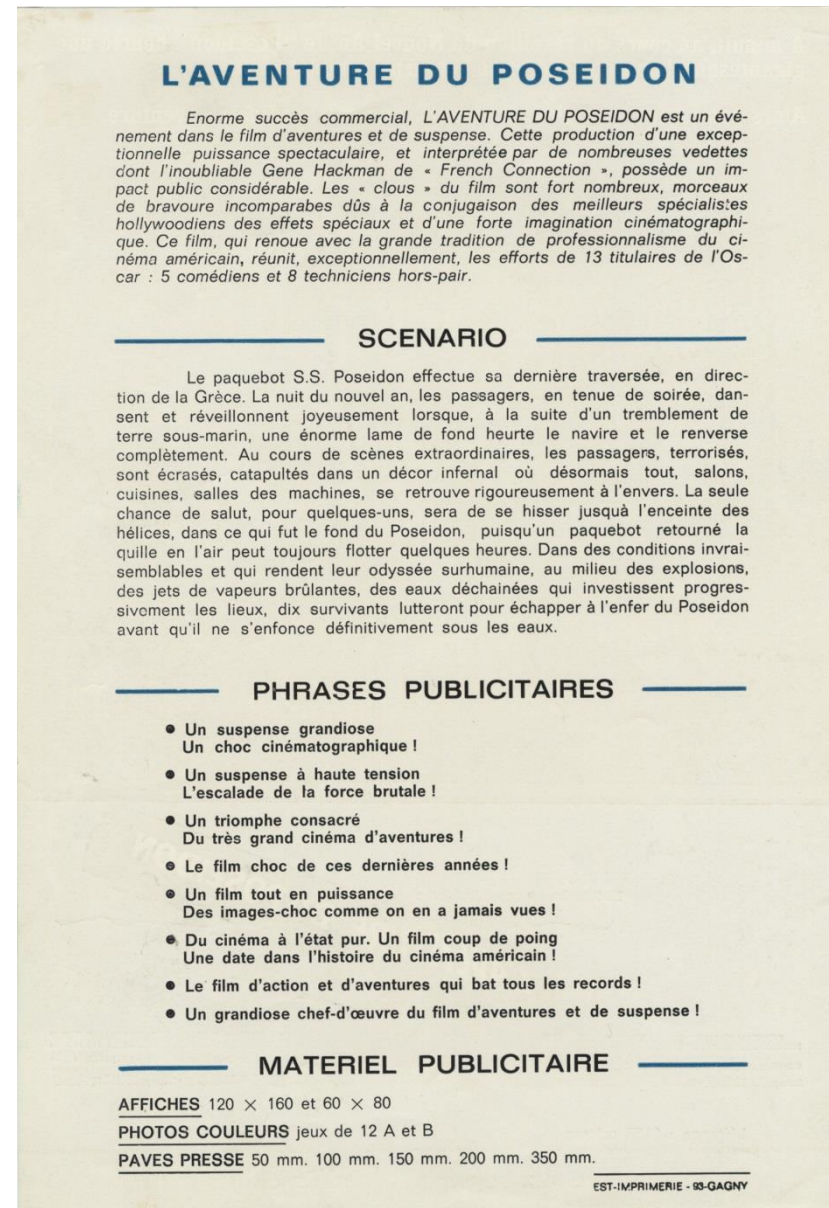 L'AVENTURE DU POSEIDON
Enorme succès commercial, L'AVENTURE DU POSEIDON est un évé-
nement dans le film d'aventures et de suspense. Cette production d'une excep-
tionnelle puissance spectaculaire, et interprétée par de nombreuses vedettes
dont l'inoubliable Gene Hackman de « French Connection », possède un im-
pact public considérable. Les « clous » du film sont fort nombreux, morceaux
de bravoure incomparabes dûs à la conjugaison des meilleurs spécialistes
hollywoodiens des effets spéciaux et d'une forte imagination cinématographi-
que. Ce film, qui renoue avec la grande tradition de professionnalisme du ci-
néma américain, réunit, exceptionnellement, les efforts de 13 titulaires de l'Os-
car : 5 comédiens et 8 techniciens hors-pair.
SCENARIO
Le paquebot S.S. Poseidon effectue sa dernière traversée, en direc-
tion de la Grèce. La nuit du nouvel an, les passagers, en tenue de soirée, dan-
sent et réveillonnent joyeusement lorsque, à la suite d'un tremblement de
terre sous-marin, une énorme lame de fond heurte le navire et le renverse
complètement. Au cours de scènes extraordinaires, les passagers, terrorisés,
sont écrasés, catapultés dans un décor infernal où désormais tout, salons,
cuisines, salles des machines, se retrouve rigoureusement à l'envers. La seule
chance de salut, pour quelques-uns, sera de se hisser jusquà l'enceinte des
hélices, dans ce qui fut le fond du Poseidon, puisqu'un paquebot retourné la
quille en l'air peut toujours flotter quelques heures. Dans des conditions invrai-
semblables et qui rendent leur odyssée surhumaine, au milieu des explosions,
des jets de vapeurs brûlantes, des eaux déchainées qui investissent progres-
sivement les lieux, dix survivants lutteront pour échapper à l'enfer du Poseidon
avant qu'il ne s'enfonce définitivement sous les eaux.
PHRASES PUBLICITAIRES
● Un suspense grandiose
Un choc cinématographique !
● Un suspense à haute tension
L'escalade de la force brutale !
● Un triomphe consacré
Du très grand cinéma d'aventures !
● Le film choc de ces dernières années !
● Un film tout en puissance
Des images-choc comme on en a jamais vues !
● Du cinéma à l'état pur. Un film coup de poing
Une date dans l'histoire du cinéma américain !
● Le film d'action et d'aventures qui bat tous les records !
● Un grandiose chef-d'œuvre du film d'aventures et de suspense !
MATERIEL PUBLICITAIRE
AFFICHES 120 × 160 et 60 × 80
PHOTOS COULEURS jeux de 12 A et B
PAVES PRESSE 50 mm. 100 mm. 150 mm. 200 mm. 350 mm.
EST-IMPRIMERIE - 93-GAGNY